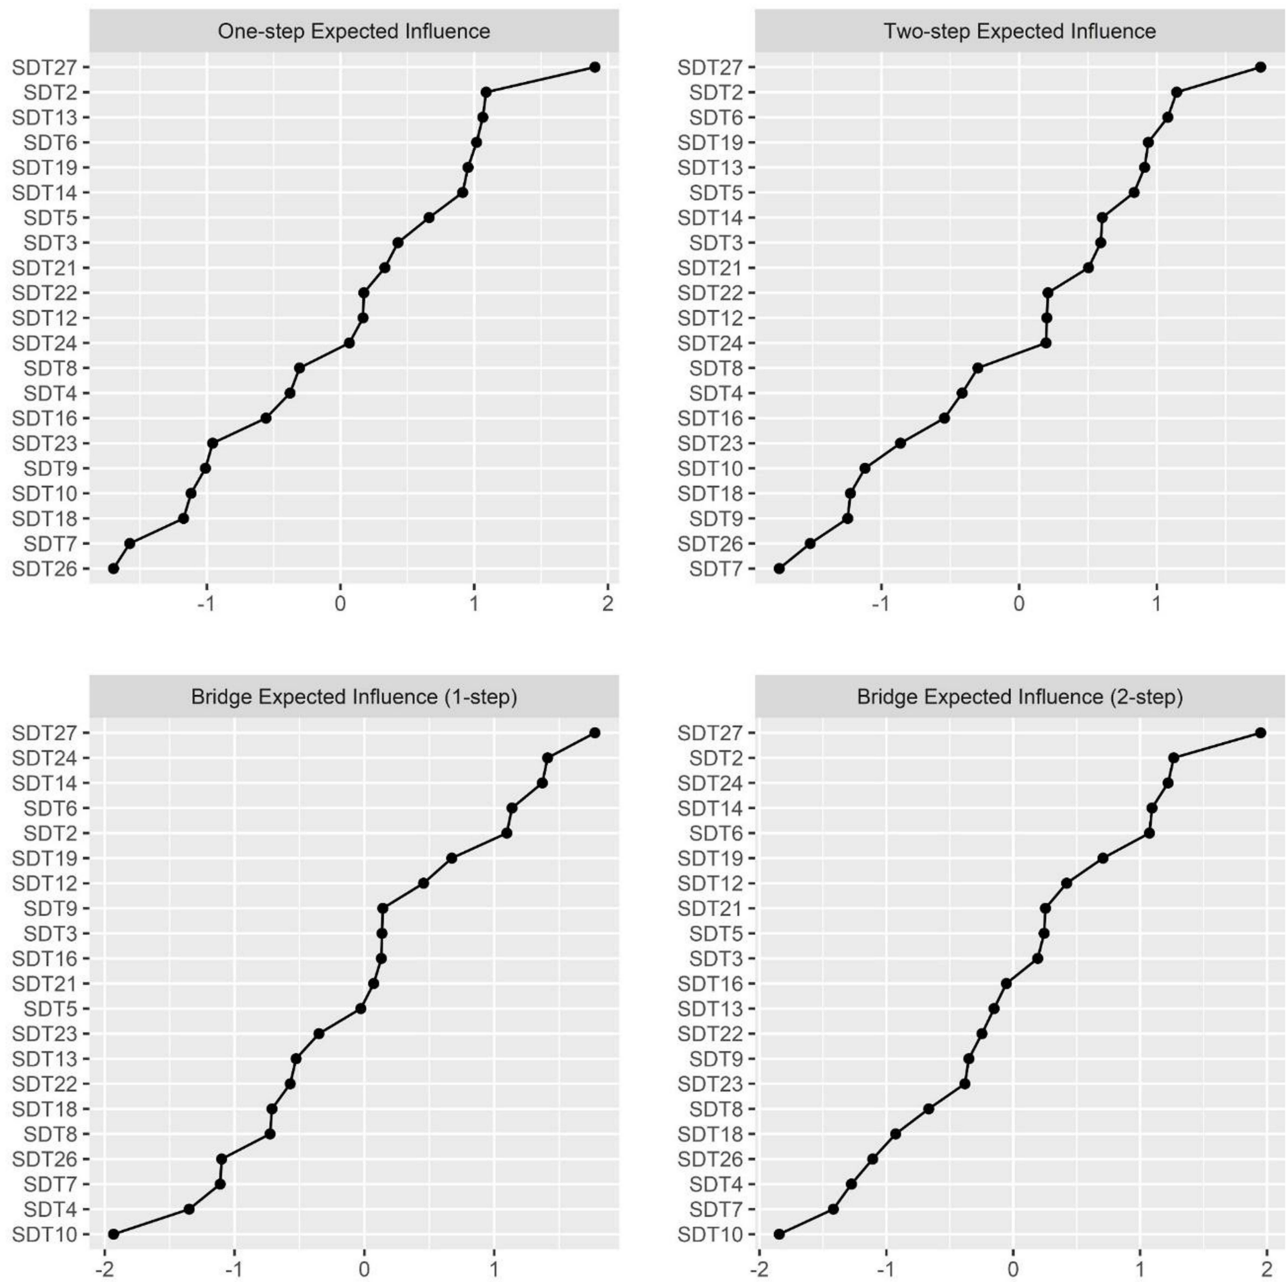 One-step Expected Influence
SDT27
SDT2
SDT13
SDT6
SDT19
SDT14
SDT5
SDT3
SDT21
SDT22
SDT12
SDT24
SDT8
SDT4
SDT16
SDT23
SDT9
SDT10
SDT18
SDT7
SDT26
-1 0 1 2
Two-step Expected Influence
SDT27
SDT2
SDT6
SDT19
SDT13
SDT5
SDT14
SDT3
SDT21
SDT22
SDT12
SDT24
SDT8
SDT4
SDT16
SDT23
SDT10
SDT18
SDT9
SDT26
SDT7
-1 0 1
Bridge Expected Influence (1-step)
SDT27
SDT24
SDT14
SDT6
SDT2
SDT19
SDT12
SDT9
SDT3
SDT16
SDT21
SDT5
SDT23
SDT13
SDT22
SDT18
SDT8
SDT26
SDT7
SDT4
SDT10
-2 -1 0 1
Bridge Expected Influence (2-step)
SDT27
SDT2
SDT24
SDT14
SDT6
SDT19
SDT12
SDT21
SDT5
SDT3
SDT16
SDT13
SDT22
SDT9
SDT23
SDT8
SDT18
SDT26
SDT4
SDT7
SDT10
-2 -1 0 1 2